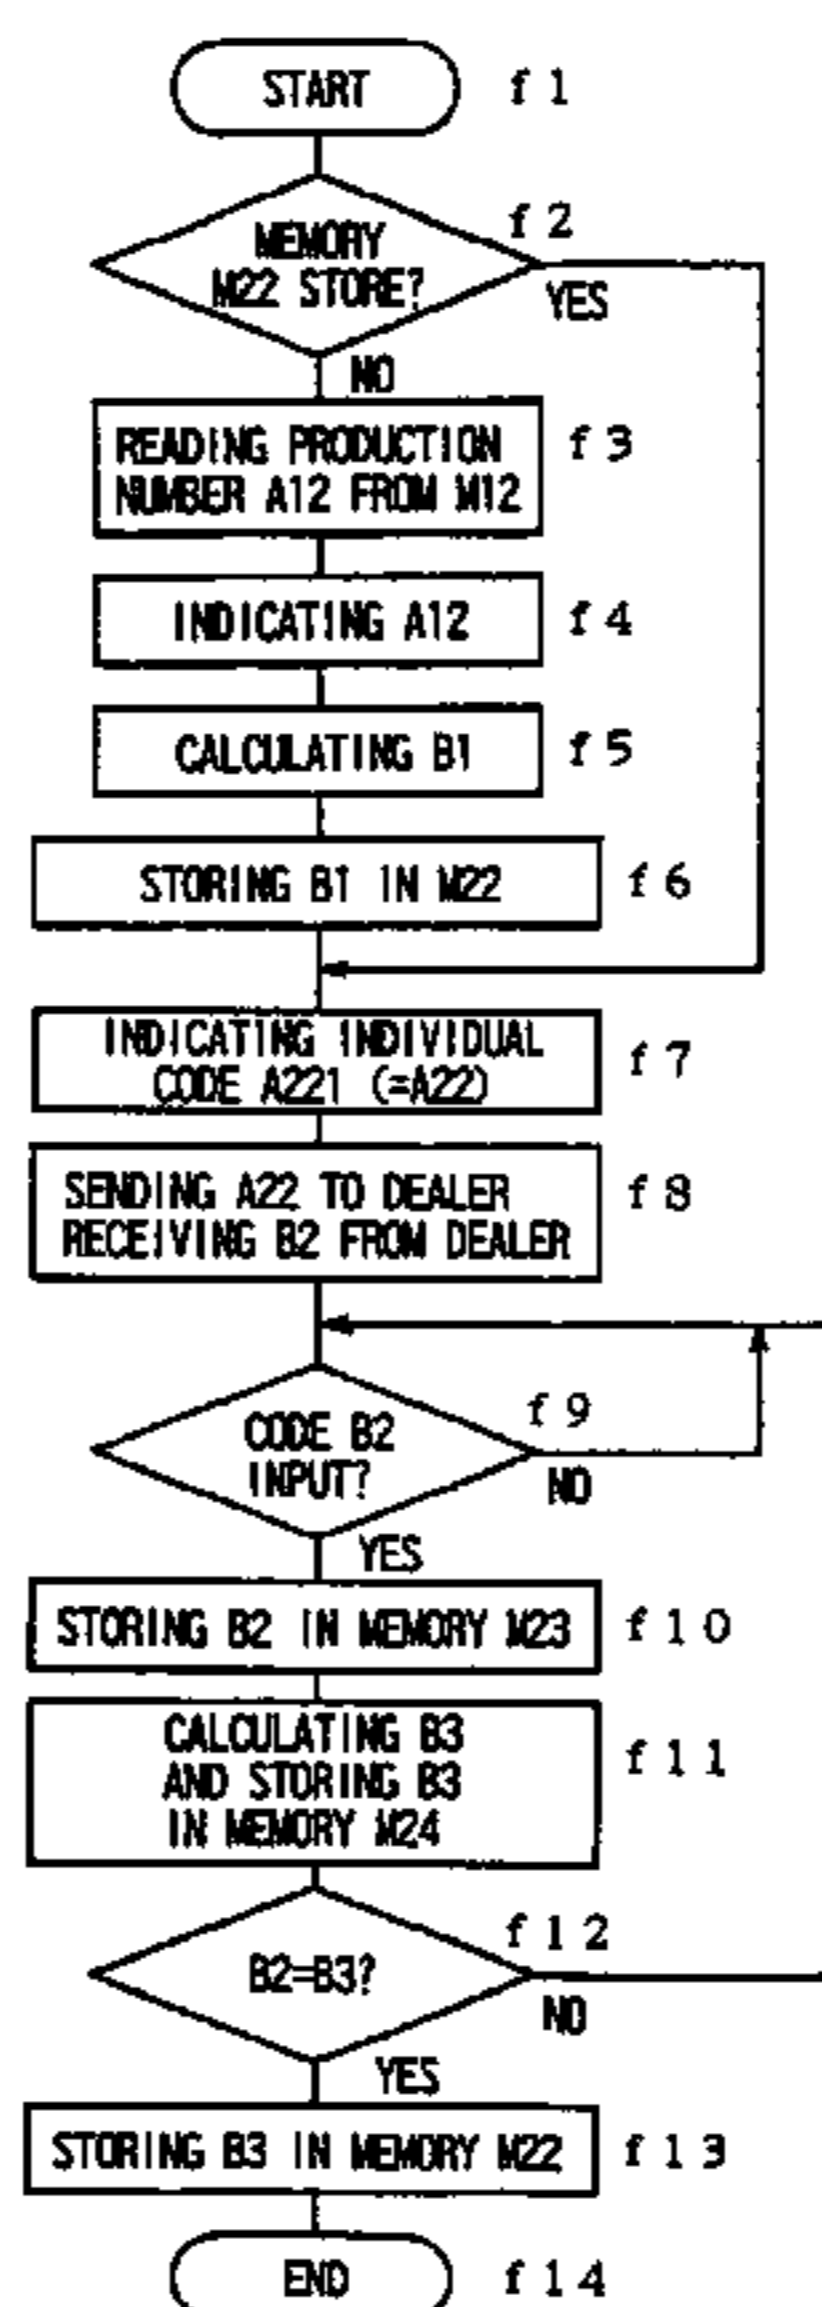 START f 1
MEMORY f 2
M22 STORE?
YES
NO
READING PRODUCTION f 3
NUMBER A12 FROM M12
INDICATING A12 f 4
CALCULATING B1 f 5
STORING B1 IN M22 f 6
INDICATING INDIVIDUAL f 7
CODE A221 (=A22)
SENDING A22 TO DEALER f 8
RECEIVING B2 FROM DEALER
CODE B2 f 9
INPUT?
NO
YES
STORING B2 IN MEMORY M23 f 1 0
CALCULATING B3 f 1 1
AND STORING B3
IN MEMORY M24
f 1 2
B2=B3?
NO
YES
STORING B3 IN MEMORY M22 f 1 3
END f 1 4